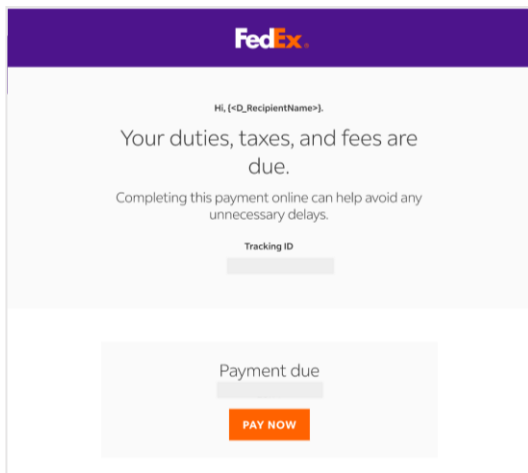 FedEx®
Hi, {<D_RecipientName>}.
Your duties, taxes, and fees are
due.
Completing this payment online can help avoid any
unnecessary delays.
Tracking ID
Payment due
PAY NOW